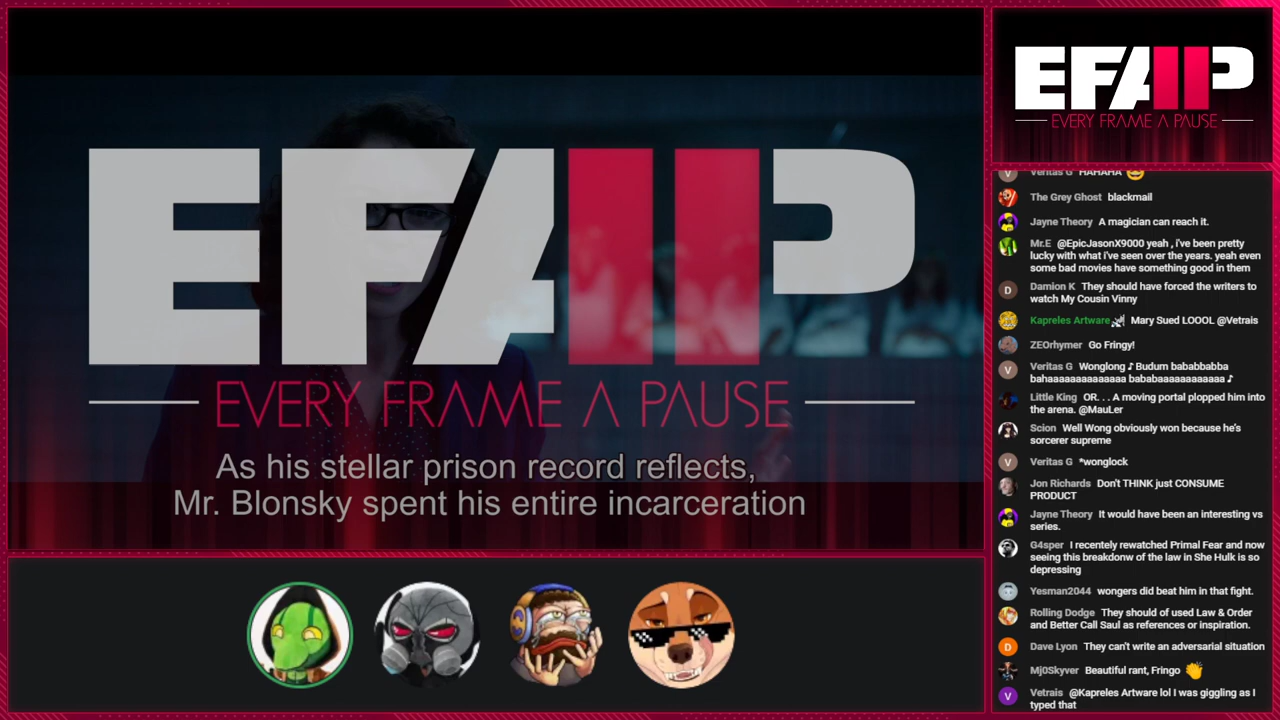 EFAP
EVERY FRAME A PAUSE
As his stellar prison record reflects,
Mr. Blonsky spent his entire incarceration
EFAP
EVERY FRAME A PAUSE
Veritas G HAHAHA
The Grey Ghost blackmail
Jayne Theory A magician can reach it.
Mr.E @EpicJasonX9000 yeah , i've been pretty
lucky with what i've seen over the years. yeah even
some bad movies have something good in them
Damion K They should have forced the writers to
watch My Cousin Vinny
Kapreles Artware Mary Sued LOOOL @Vetrais
ZEOrhymer Go Fringy!
Veritas G Wonglong ♪ Budum bababbabba
bahaaaaaaaaaaaaaa bababaaaaaaaaaaaa ♪
Little King OR. . . A moving portal plopped him into
the arena. @MauLer
Scion Well Wong obviously won because he's
sorcerer supreme
Veritas G *wonglock
Jon Richards Don't THINK just CONSUME
PRODUCT
Jayne Theory It would have been an interesting vs
series.
G4sper I recentely rewatched Primal Fear and now
seeing this breakdonw of the law in She Hulk is so
depressing
Yesman2044 wongers did beat him in that fight.
Rolling Dodge They should of used Law & Order
and Better Call Saul as references or inspiration.
D
Dave Lyon They can't write an adversarial situation
Mj0Skyver Beautiful rant, Fringo
V
Vetrais @Kapreles Artware lol I was giggling as I
typed that